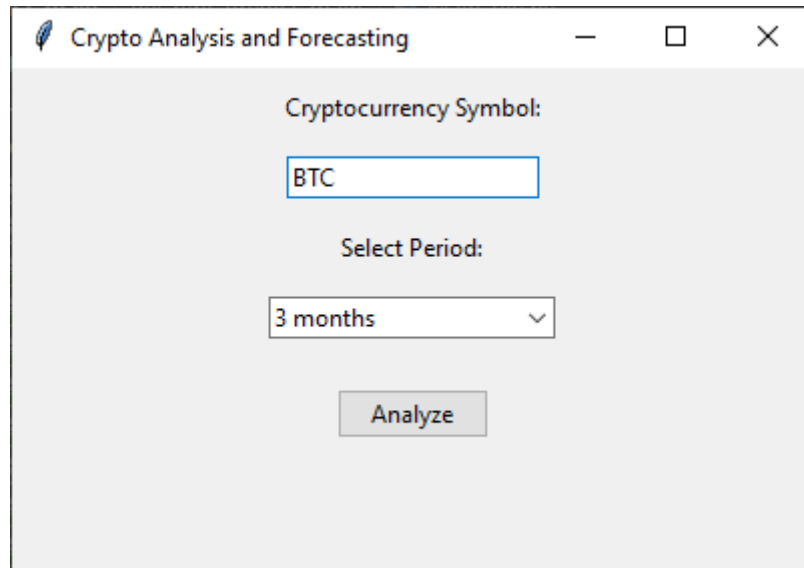 Crypto Analysis and Forecasting
Cryptocurrency Symbol:
BTC
Select Period:
3 months
Analyze